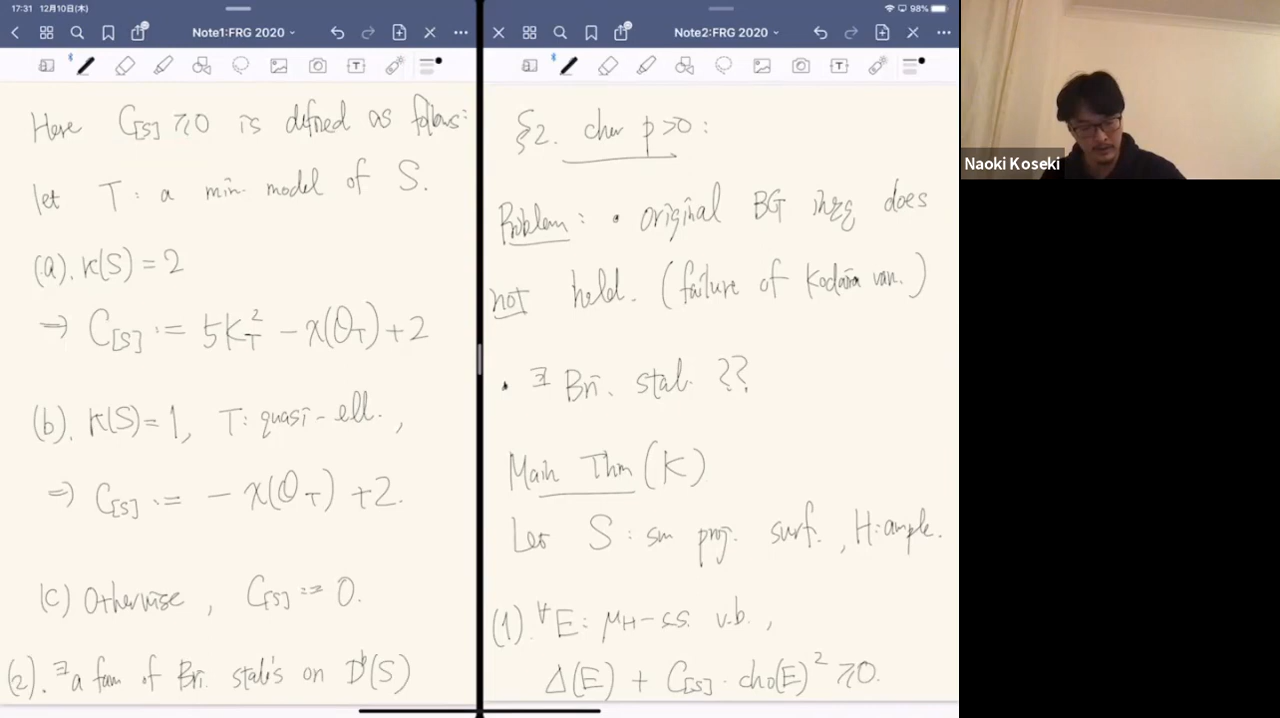 17:31 12月10日(木)
98%
Note1:FRG 2020
Note2:FRG 2020
Here C[S] ≥0 is defined as follows:
let T: a min. model of S.
(a). κ(S) = 2
⇒ C[S] := 5K_T^2 − χ(O_T) + 2
(b). κ(S) = 1, T: quasi-ell. ,
⇒ C[S] := − χ(O_T) + 2.
(c) Otherwise, C[S] := 0.
(2). ∃a fam of Bri. stab's on D^b(S)
§2. char p>0:
Problem: • original BG ineq does
not hold. (failure of Kodaira van.)
• ∃ Bri. stab. ??
Main Thm (K)
Let S: sm proj. surf. , H: ample.
(1). ∀E: μH-ss. v.b. ,
Δ(E) + C[S] · ch0(E)^2 ≥0.
Naoki Koseki